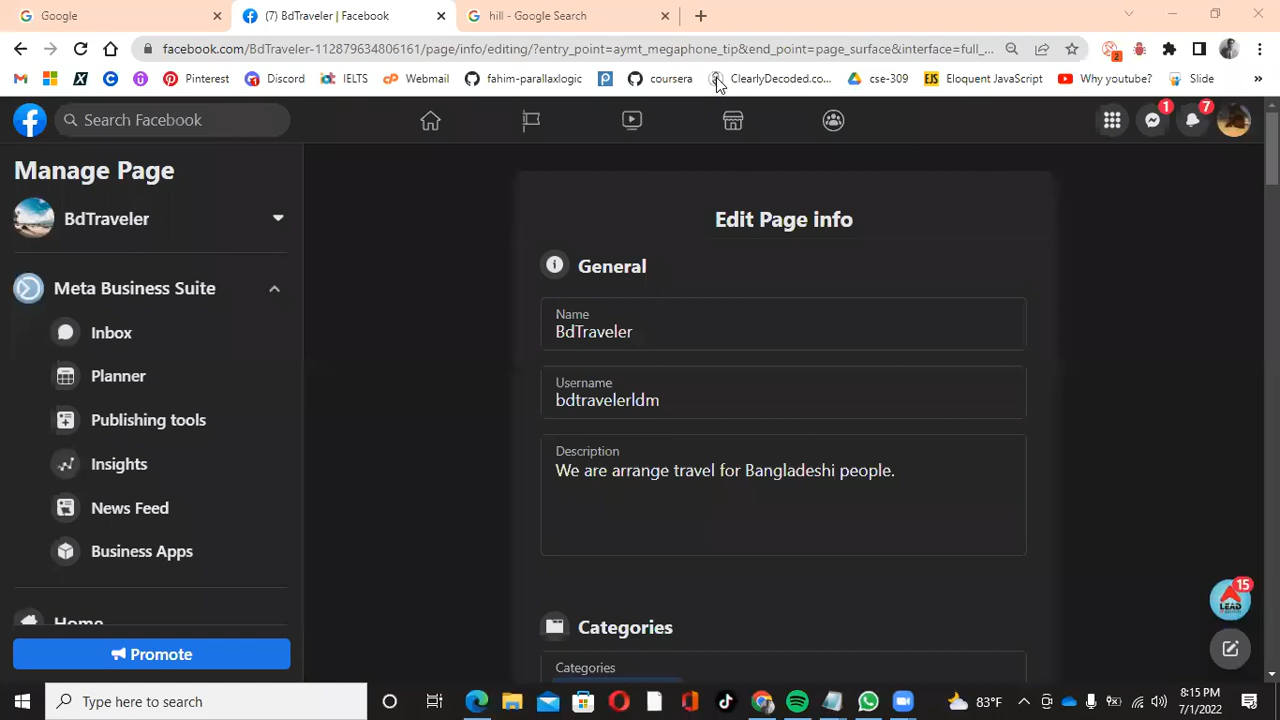 Google
(7) BdTraveler | Facebook
hill - Google Search
facebook.com/BdTraveler-112879634806161/page/info/editing/?entry_point=aymt_megaphone_tip&end_point=page_surface&interface=full_...
2
Pinterest
Discord
IELTS
Webmail
fahim-parallaxlogic
coursera
ClearlyDecoded.co...
cse-309
EJS
Eloquent JavaScript
Why youtube?
Slide
Search Facebook
1
7
Manage Page
BdTraveler
Meta Business Suite
Inbox
Planner
Publishing tools
Insights
News Feed
Business Apps
Home
Promote
Edit Page info
General
Name
BdTraveler
Username
bdtravelerldm
Description
We are arrange travel for Bangladeshi people.
Categories
Categories
15
LEAD
Type here to search
83°F
8:15 PM
7/1/2022